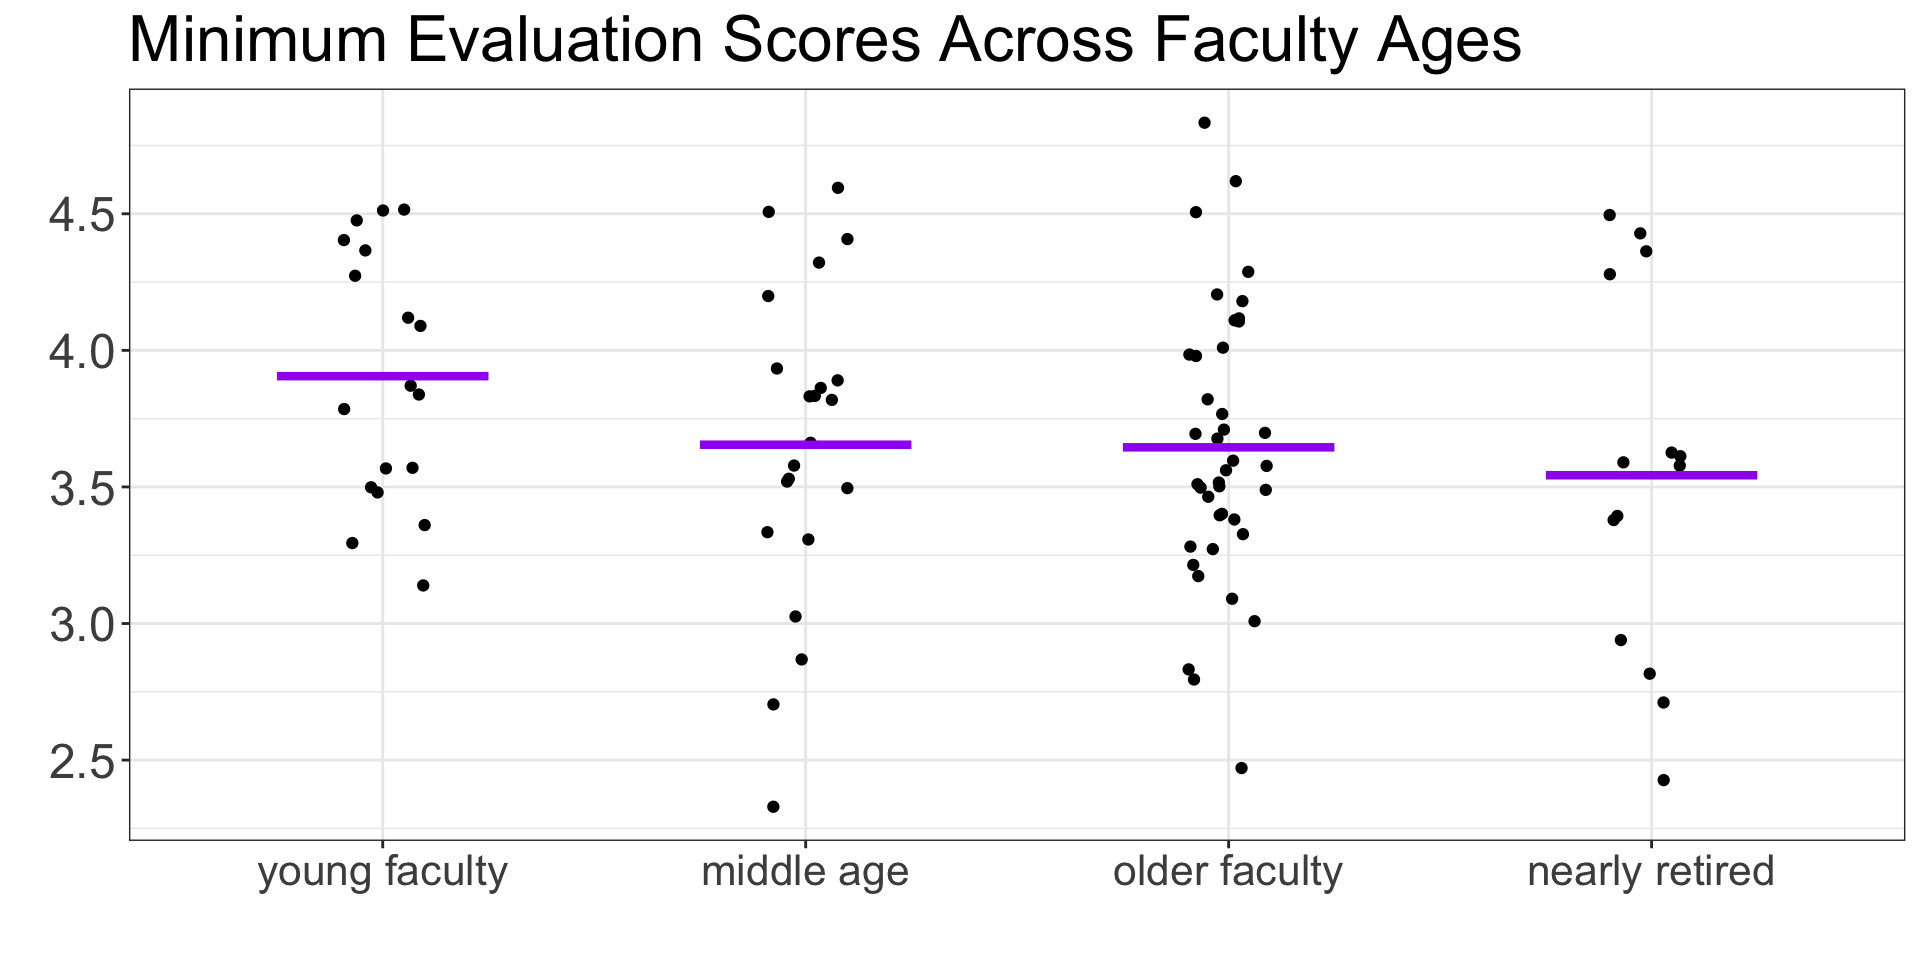 Minimum Evaluation Scores Across Faculty Ages
4.5
4.0
3.5
3.0
2.5
young faculty middle age older faculty nearly retired